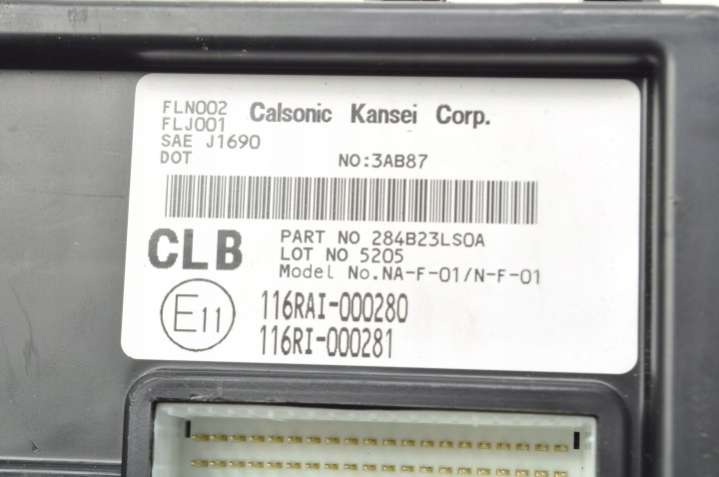 FLN002 Calsonic Kansei Corp.
FLJ001
SAE J1690
DOT NO:3AB87
CLB
PART NO 284B23LS0A
LOT NO 5205
Model No.NA-F-01/N-F-01
E11
116RAI-000280
116RI-000281